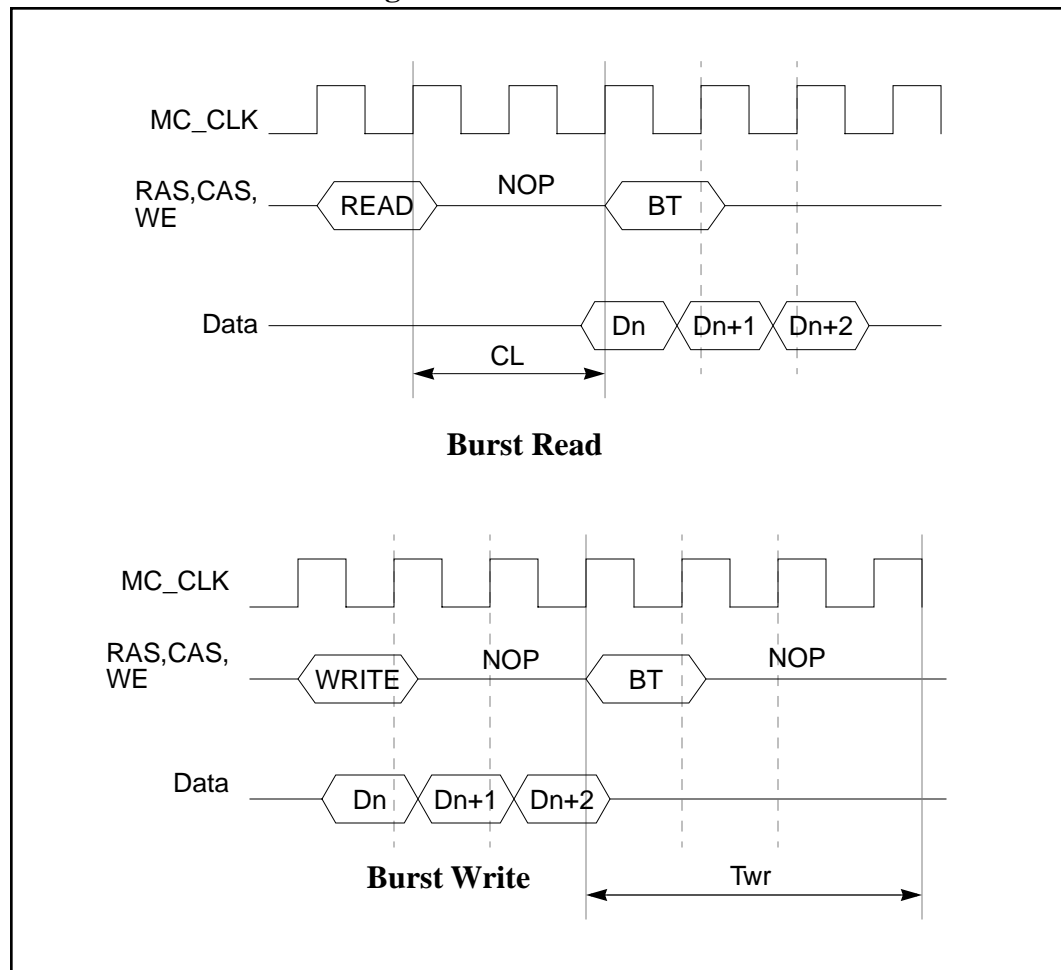 MC_CLK
RAS,CAS,
WE
READ
NOP
BT
Data
Dn
Dn+1
Dn+2
CL
Burst Read
MC_CLK
RAS,CAS,
WE
WRITE
NOP
BT
NOP
Data
Dn
Dn+1
Dn+2
Burst Write
Twr